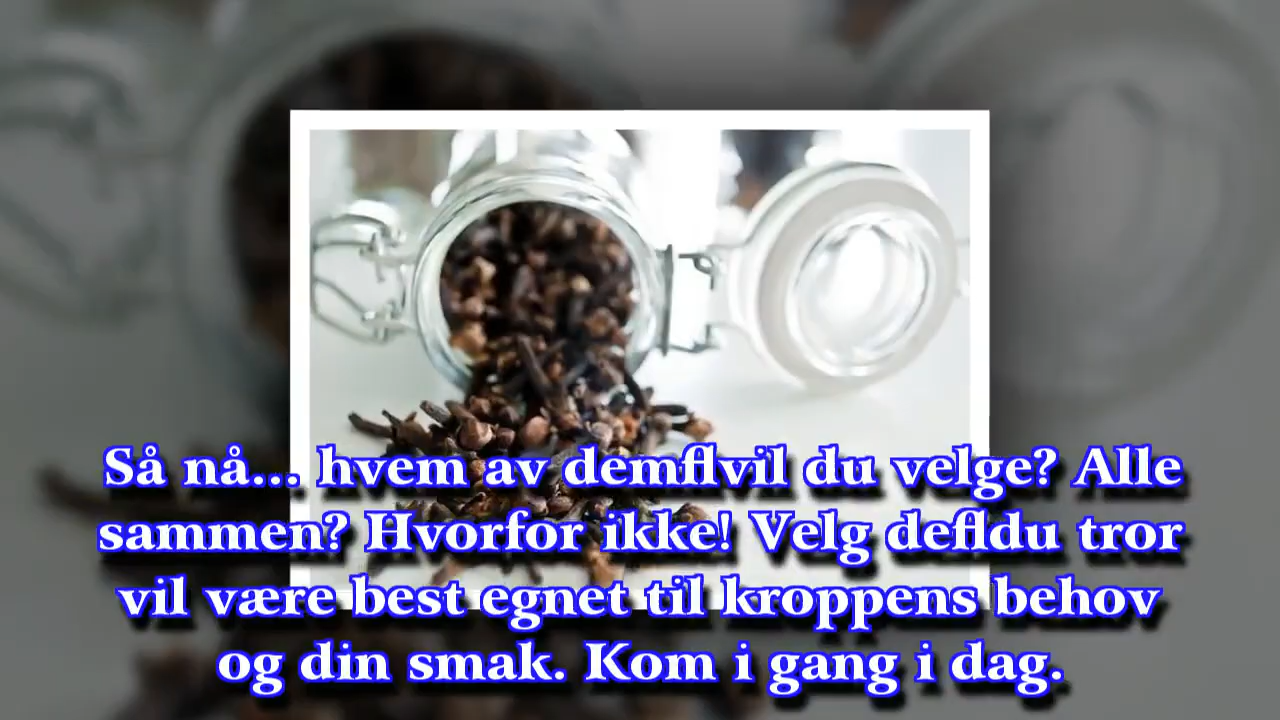 Så nå... hvem av demflvil du velge? Alle
sammen? Hvorfor ikke! Velg defldu tror
vil være best egnet til kroppens behov
og din smak. Kom i gang i dag.